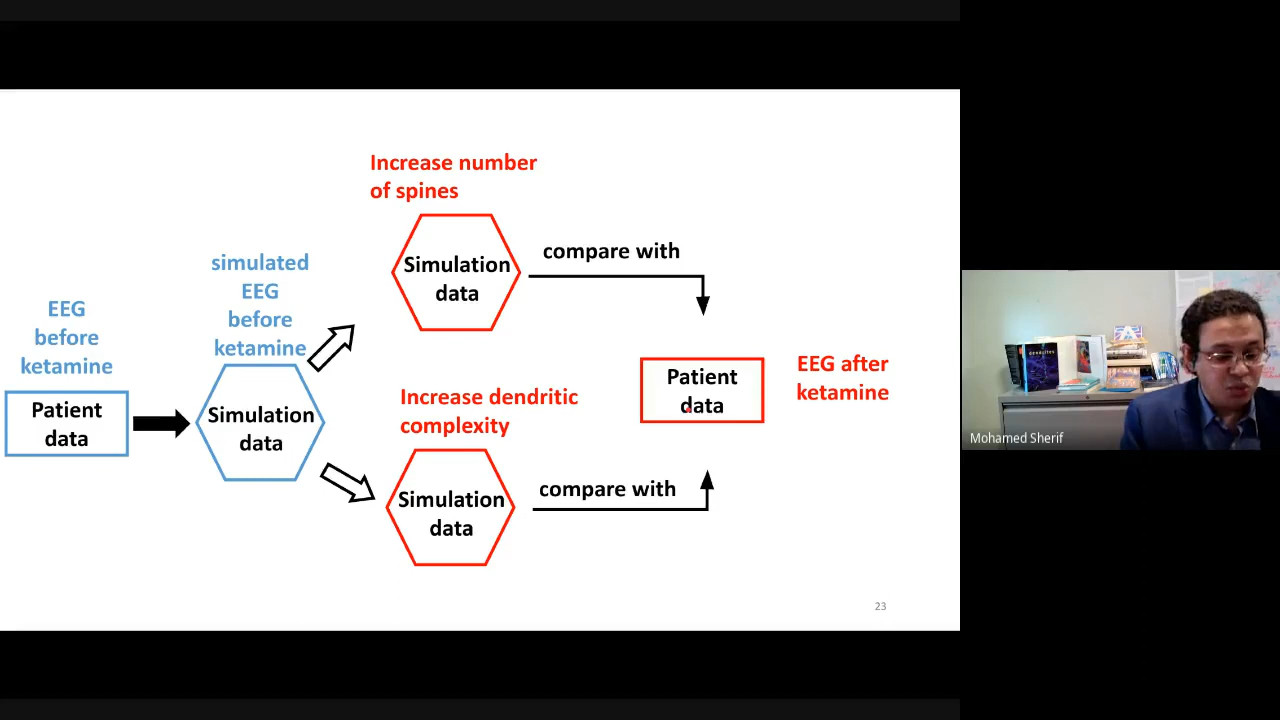 Increase number
of spines
Simulation
data
compare with
simulated
EEG
before
ketamine
EEG
before
ketamine
Patient
data
Simulation
data
Increase dendritic
complexity
Simulation
data
compare with
Patient
data
EEG after
ketamine
23
dendrites
Mohamed Sherif